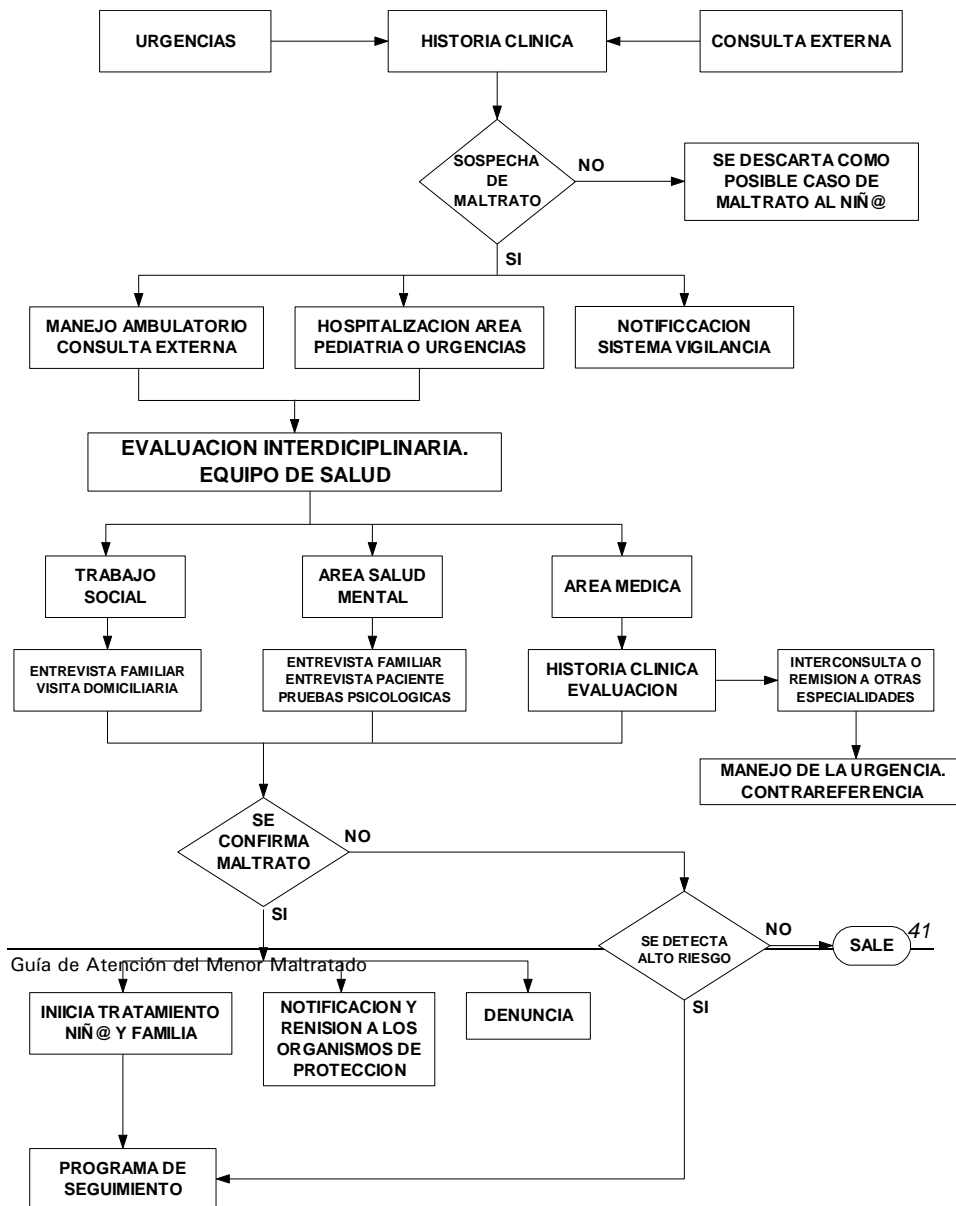 URGENCIAS
HISTORIA CLINICA
CONSULTA EXTERNA
SOSPECHA
DE
MALTRATO
NO
SE DESCARTA COMO
POSIBLE CASO DE
MALTRATO AL NIÑ@
SI
MANEJO AMBULATORIO
CONSULTA EXTERNA
HOSPITALIZACION AREA
PEDIATRIA O URGENCIAS
NOTIFICCACION
SISTEMA VIGILANCIA
EVALUACION INTERDICIPLINARIA.
EQUIPO DE SALUD
TRABAJO
SOCIAL
AREA SALUD
MENTAL
AREA MEDICA
ENTREVISTA FAMILIAR
VISITA DOMICILIARIA
ENTREVISTA FAMILIAR
ENTREVISTA PACIENTE
PRUEBAS PSICOLOGICAS
HISTORIA CLINICA
EVALUACION
INTERCONSULTA O
REMISION A OTRAS
ESPECIALIDADES
MANEJO DE LA URGENCIA.
CONTRAREFERENCIA
SE
CONFIRMA
MALTRATO
NO
SI
SE DETECTA
ALTO RIESGO
NO
SALE
41
Guía de Atención del Menor Maltratado
SI
INIICIA TRATAMIENTO
NIÑ@ Y FAMILIA
NOTIFICACION Y
RENISION A LOS
ORGANISMOS DE
PROTECCION
DENUNCIA
PROGRAMA DE
SEGUIMIENTO